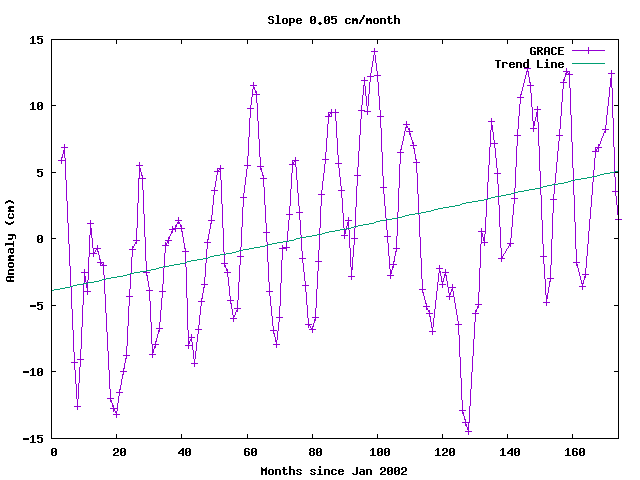 Slope 0.05 cm/month
GRACE
Trend Line
15
10
5
0
-5
-10
-15
Anomaly (cm)
0 20 40 60 80 100 120 140 160
Months since Jan 2002